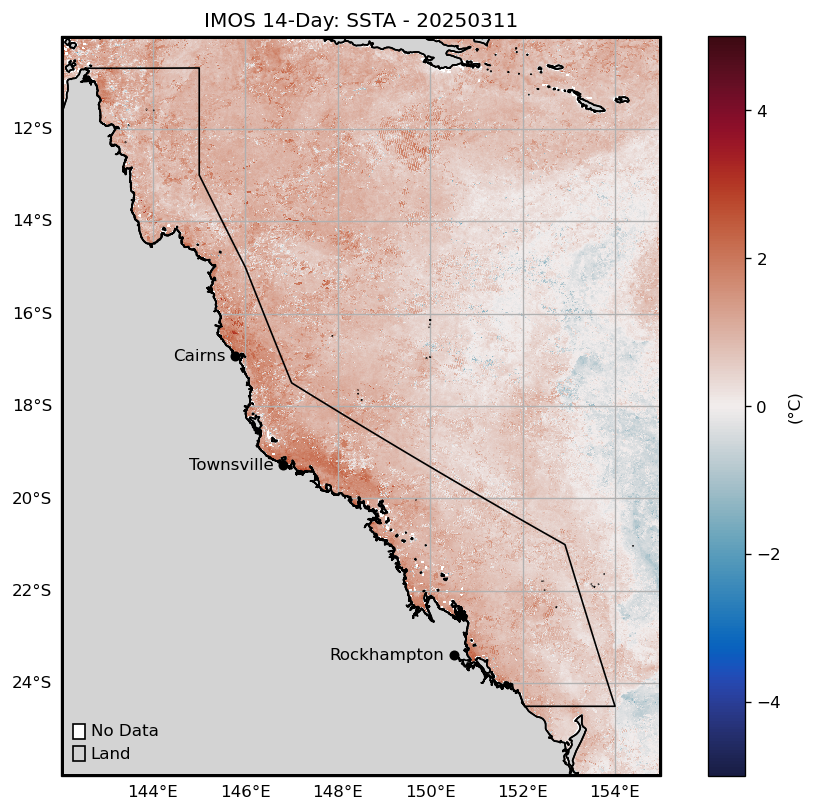 IMOS 14-Day: SSTA - 20250311
12°S
14°S
16°S
18°S
20°S
22°S
24°S
Cairns
Townsville
Rockhampton
No Data
Land
144°E 146°E 148°E 150°E 152°E 154°E
4
2
0
−2
−4
(°C)